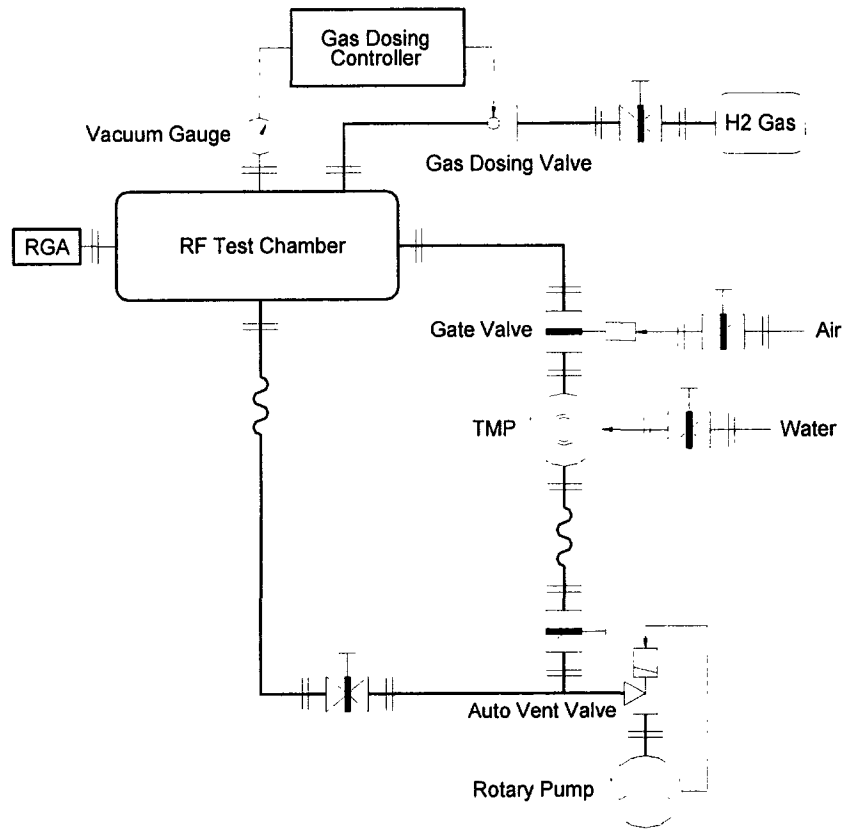 Gas Dosing
Controller
Vacuum Gauge
H2 Gas
Gas Dosing Valve
RGA
RF Test Chamber
Gate Valve
Air
TMP
Water
Auto Vent Valve
Rotary Pump